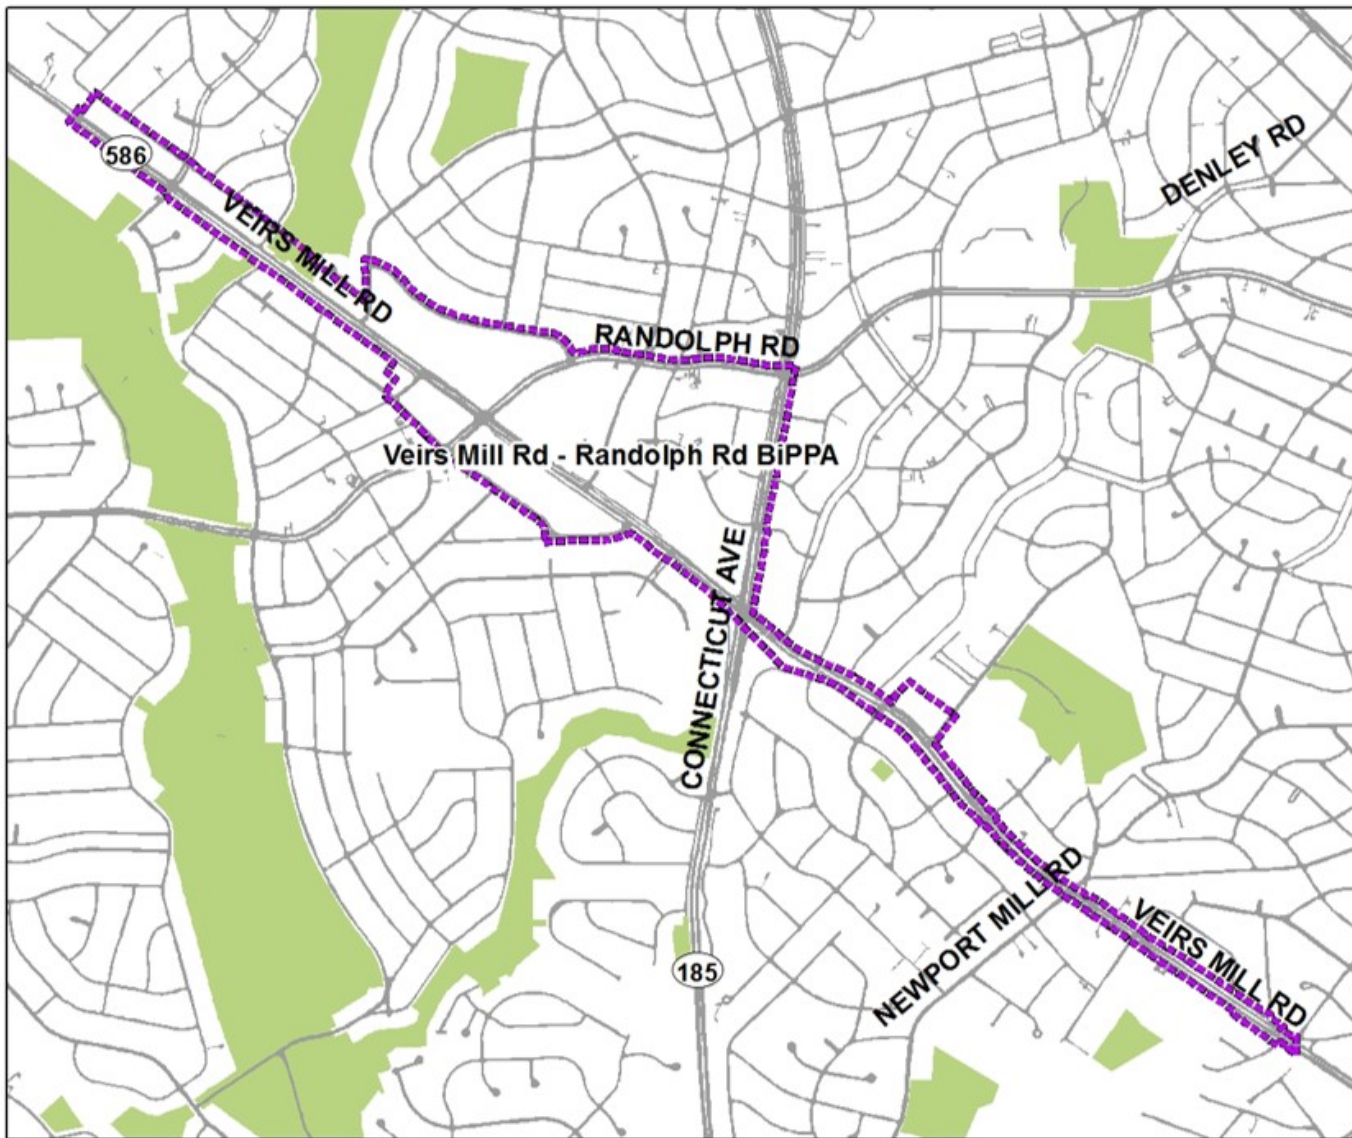 DENLEY RD
586
VEIRS MILL RD
RANDOLPH RD
Veirs Mill Rd - Randolph Rd BiPPA
CONNECTICUT AVE
NEWPORT MILL RD
VEIRS MILL RD
185